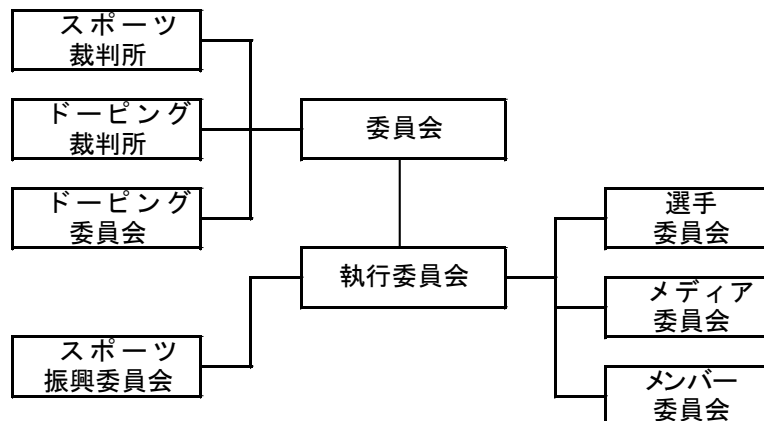 スポーツ
裁判所
ドーピング
裁判所
ドーピング
委員会
スポーツ
振興委員会
委員会
執行委員会
選手
委員会
メディア
委員会
メンバー
委員会